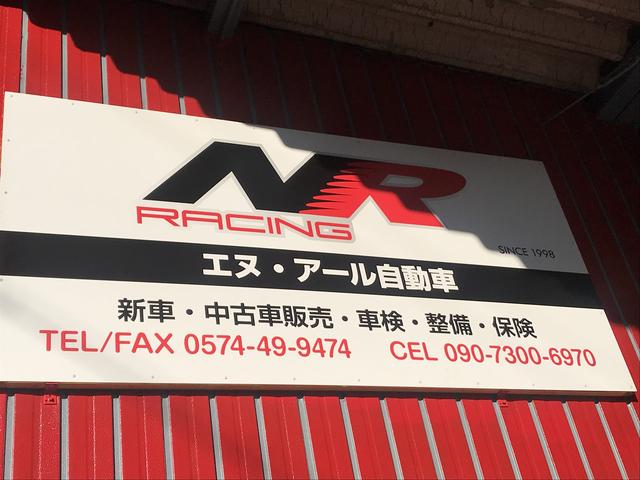 NR
RACING
SINCE 1998
エヌ・アール自動車
新車・中古車販売・車検・整備・保険
TEL/FAX 0574-49-9474 CEL 090-7300-6970